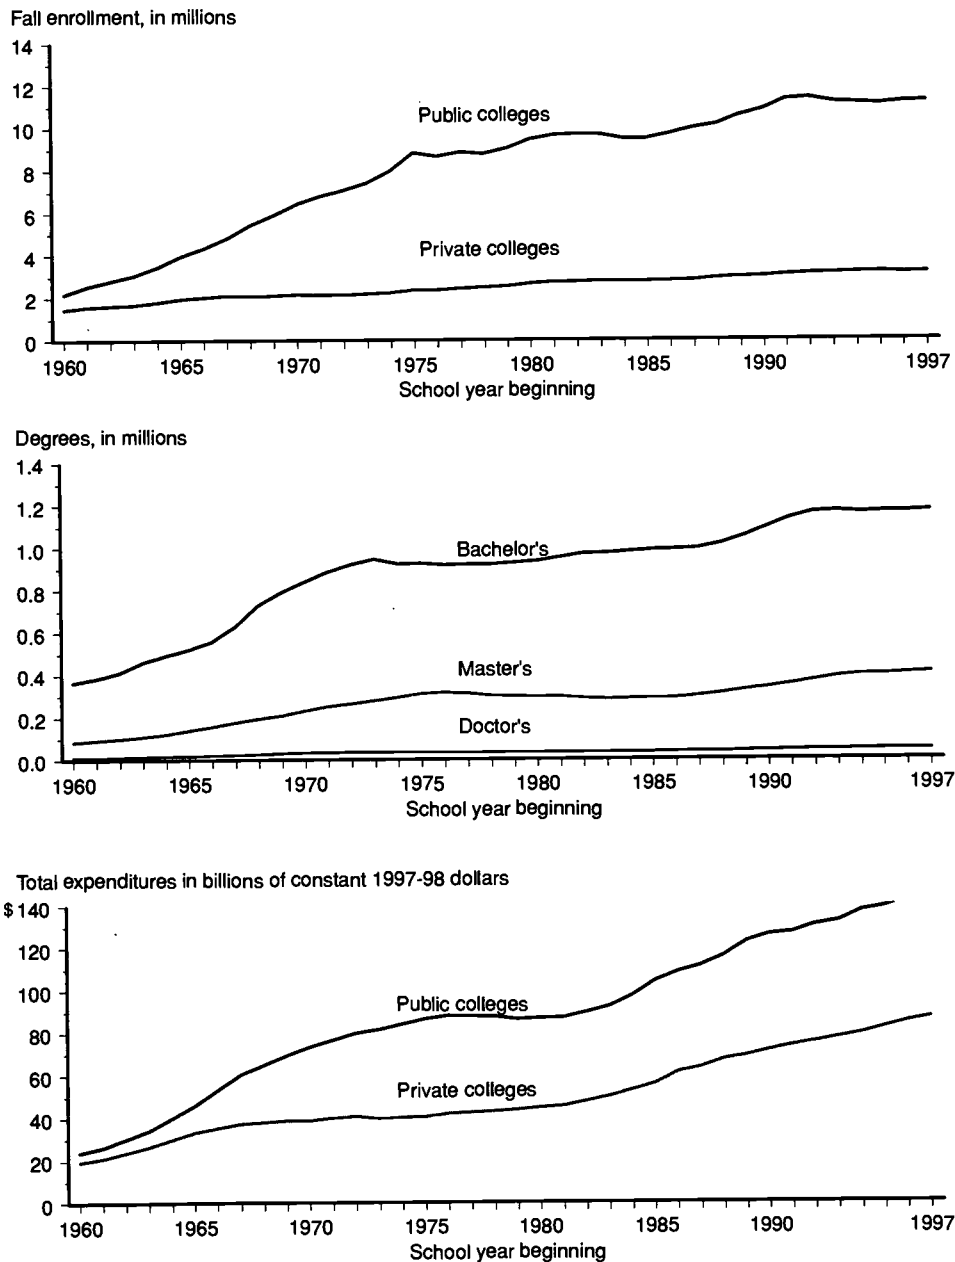 Fall enrollment, in millions
14
12
10
8
6
4
2
0
Public colleges
Private colleges
1960 1965 1970 1975 1980 1985 1990 1997
School year beginning
Degrees, in millions
1.4
1.2
1.0
0.8
0.6
0.4
0.2
0.0
Bachelor's
Master's
Doctor's
1960 1965 1970 1975 1980 1985 1990 1997
School year beginning
Total expenditures in billions of constant 1997-98 dollars
$ 140
120
100
80
60
40
20
0
Public colleges
Private colleges
1960 1965 1970 1975 1980 1985 1990 1997
School year beginning